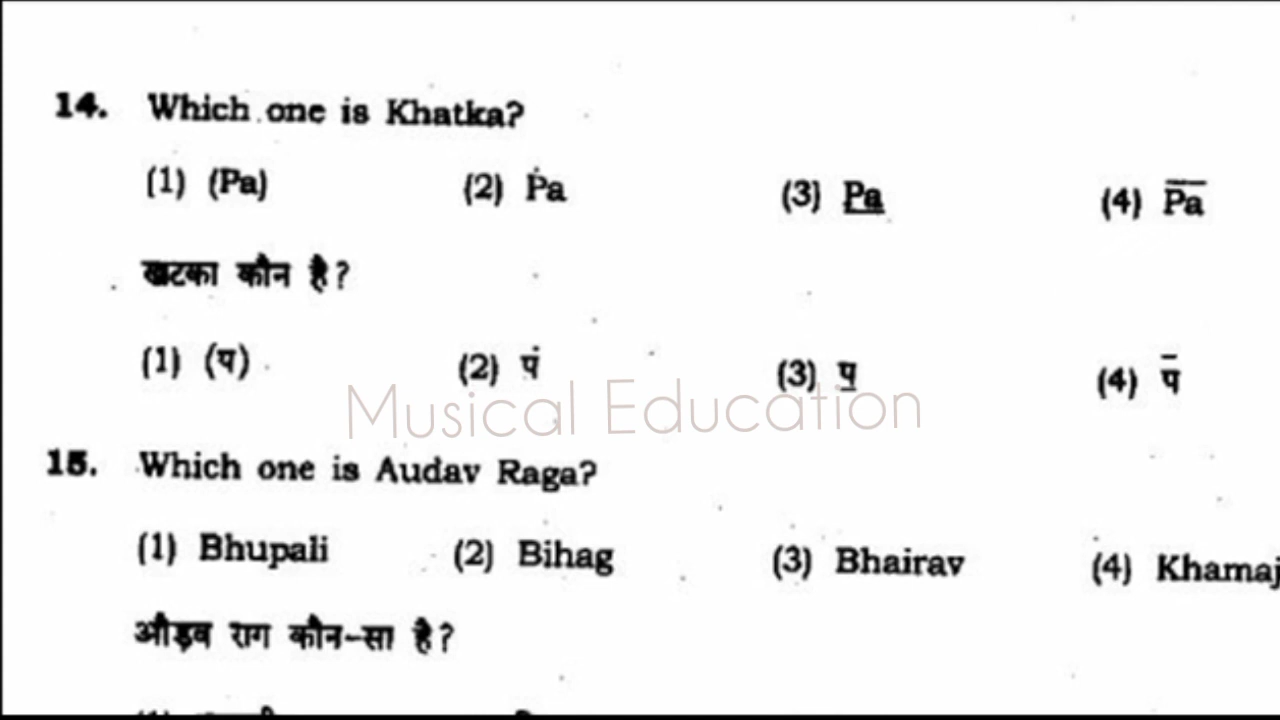 14. Which one is Khatka?
(1) (Pa) (2) Ṗa (3) <u>Pa</u> (4) P̅a̅
खटका कौन है?
(1) (प) (2) पं (3) <u>प</u> (4) प̅
Musical Education
15. Which one is Audav Raga?
(1) Bhupali (2) Bihag (3) Bhairav (4) Khamaj
औड़व राग कौन-सा है?